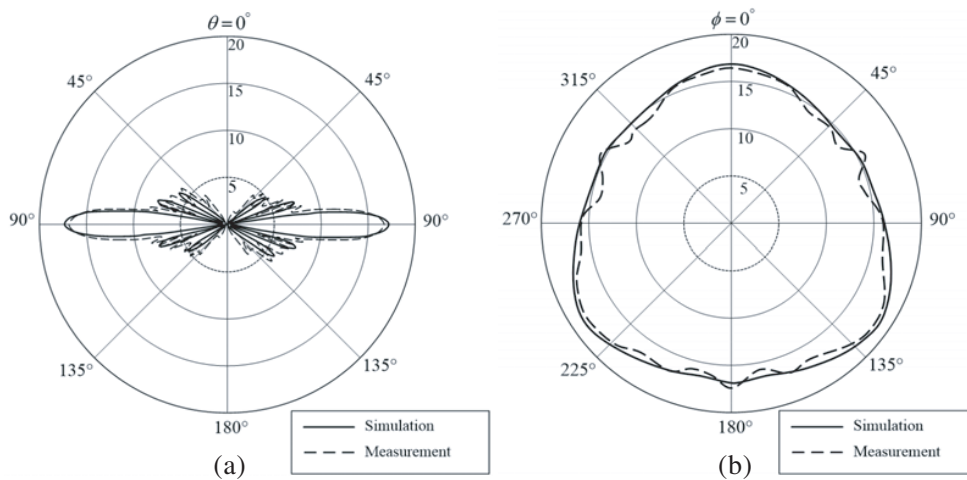 θ = 0°
20
45°
45°
15
10
5
90°
90°
135°
135°
180°
Simulation
Measurement
(a)
ϕ = 0°
20
315°
45°
15
10
5
270°
90°
225°
135°
180°
Simulation
Measurement
(b)